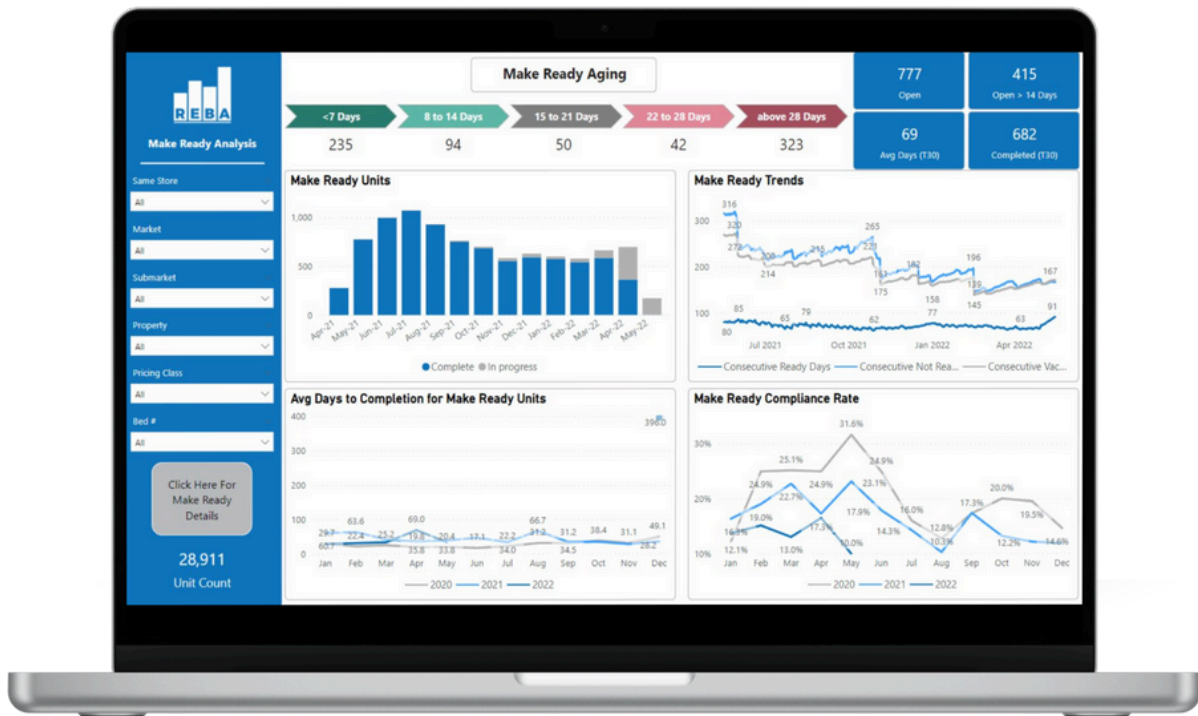 REBA
Make Ready Analysis
Same Store
All
Market
All
Submarket
All
Property
All
Pricing Class
All
Bed #
All
Click Here For
Make Ready
Details
28,911
Unit Count
Make Ready Aging
<7 Days 8 to 14 Days 15 to 21 Days 22 to 28 Days above 28 Days
235 94 50 42 323
777 415
Open Open > 14 Days
69 682
Avg Days (T30) Completed (T30)
Make Ready Units
1,000
500
0
Apr-21 May-21 Jun-21 Jul-21 Aug-21 Sep-21 Oct-21 Nov-21 Dec-21 Jan-22 Feb-22 Mar-22 Apr-22 May-22
Complete In progress
Make Ready Trends
300
200
100
316
320
272
200
214
215
265
221
161
175
182
158
196
139
145
167
85
80
65
79
62
77
63
91
Jul 2021 Oct 2021 Jan 2022 Apr 2022
Consecutive Ready Days Consecutive Not Rea... Consecutive Vac...
Avg Days to Completion for Make Ready Units
400
300
200
100
0
396.0
29.7 63.6 69.0 66.7 49.1
60.7 22.4 25.2 19.8 20.4 17.1 22.2 31.2 31.2 38.4 31.1 28.2
35.8 33.8 34.0 34.5
Jan Feb Mar Apr May Jun Jul Aug Sep Oct Nov Dec
2020 2021 2022
Make Ready Compliance Rate
30%
20%
10%
31.6%
25.1% 24.9%
24.9% 22.7% 24.9% 23.1% 20.0%
16.3% 19.0% 17.3% 17.9% 16.0% 17.3% 19.5%
12.1% 13.0% 10.0% 14.3% 12.8% 10.3% 12.2% 14.6%
Jan Feb Mar Apr May Jun Jul Aug Sep Oct Nov Dec
2020 2021 2022